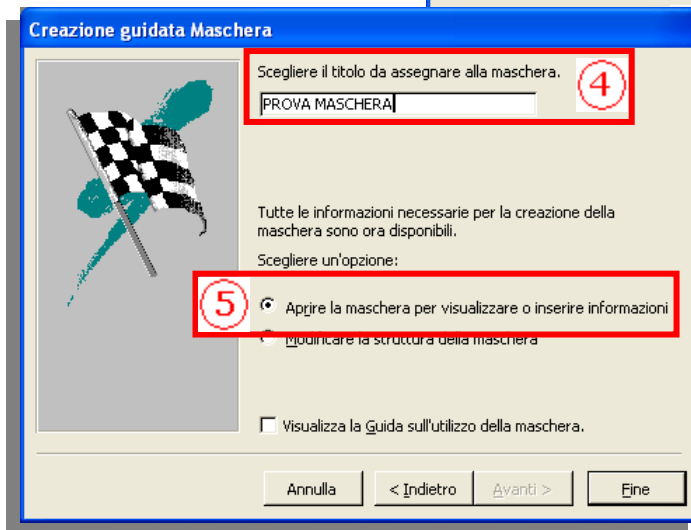 Creazione guidata Masch era
Scegliere il titolo da assegnare alla maschera.
4
PROVA MASCHERA
Tutte le informazioni necessarie per la creazione della
maschera sono ora disponibili.
Scegliere un'opzione:
5
Aprire la maschera per visualizzare o inserire informazioni
Modificare la struttura della maschera
Visualizza la Guida sull'utilizzo della maschera.
Annulla
< Indietro
Avanti >
Fine